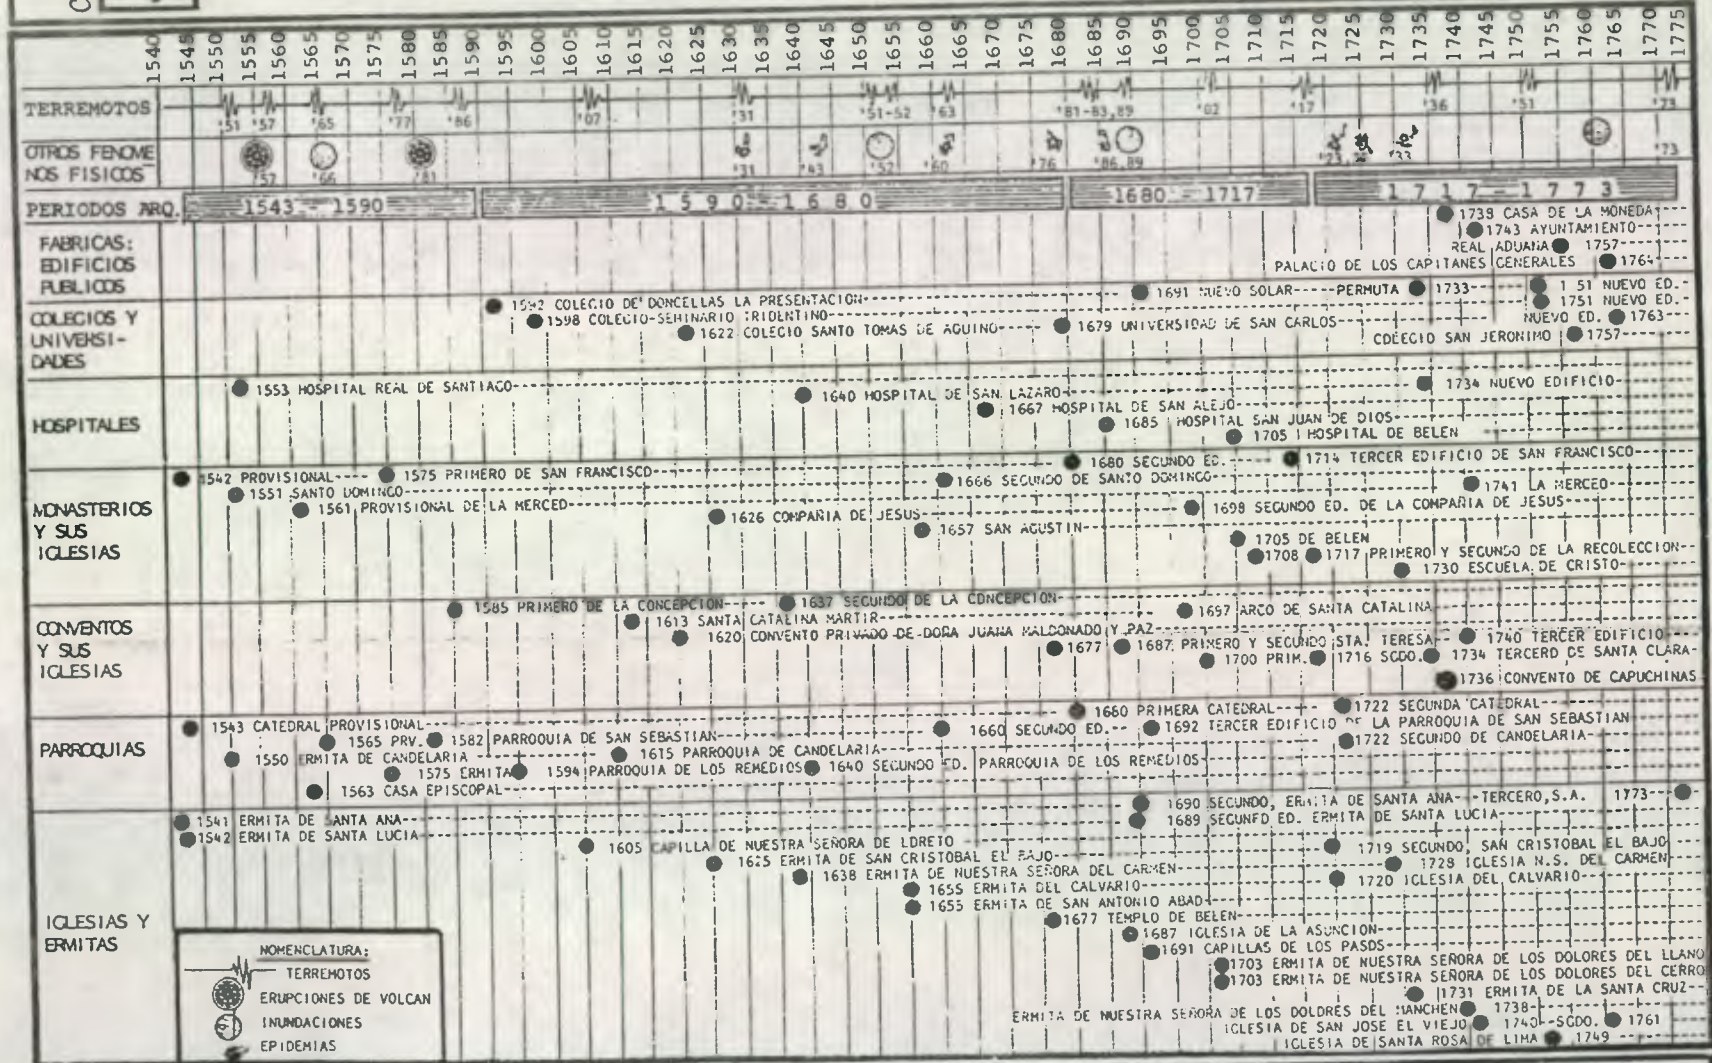 1540 1545 1550 1555 1560 1565 1570 1575 1580 1585 1590 1595 1600 1605 1610 1615 1620 1625 1630 1635 1640 1645 1650 1655 1660 1665 1670 1675 1680 1685 1690 1695 1700 1705 1710 1715 1720 1725 1730 1735 1740 1745 1750 1755 1760 1765 1770 1775
TERREMOTOS '51 '57 '65 '77 '86 '07 '31 '51-52 '63 '81-83,89 '02 '17 '36 '51 '73
OTROS FENOME
NOS FISICOS '57 '66 '81 '31 '43 '52 '60 '76 '86,89 '23 '33 '73
PERIODOS ARQ. 1543 - 1590 1590 - 1680 1680 - 1717 1717 - 1773
FABRICAS:
EDIFICIOS
PUBLICOS
1739 CASA DE LA MONEDA
1743 AYUNTAMIENTO
REAL ADUANA 1757
PALACIO DE LOS CAPITANES GENERALES 1764
COLEGIOS Y
UNIVERSI-
DADES
1592 COLEGIO DE DONCELLAS LA PRESENTACION 1691 NUEVO SOLAR PERMUTA 1733 1 51 NUEVO ED.
1598 COLEGIO-SEMINARIO TRIDENTINO 1751 NUEVO ED.
1622 COLEGIO SANTO TOMAS DE AQUINO 1679 UNIVERSIDAD DE SAN CARLOS NUEVO ED. 1763
COLEGIO SAN JERONIMO 1757
HOSPITALES
1553 HOSPITAL REAL DE SANTIAGO 1640 HOSPITAL DE SAN LAZARO 1734 NUEVO EDIFICIO
1667 HOSPITAL DE SAN ALEJO
1685 HOSPITAL SAN JUAN DE DIOS
1705 HOSPITAL DE BELEN
MONASTERIOS
Y SUS
IGLESIAS
1542 PROVISIONAL 1575 PRIMERO DE SAN FRANCISCO 1680 SEGUNDO ED. 1714 TERCER EDIFICIO DE SAN FRANCISCO
1551 SANTO DOMINGO 1666 SEGUNDO DE SANTO DOMINGO 1741 LA MERCED
1561 PROVISIONAL DE LA MERCED 1626 COMPAÑIA DE JESUS 1698 SEGUNDO ED. DE LA COMPAÑIA DE JESUS
1657 SAN AGUSTIN
1705 DE BELEN
1708 1717 PRIMERO Y SEGUNDO DE LA RECOLECCION
1730 ESCUELA DE CRISTO
CONVENTOS
Y SUS
IGLESIAS
1585 PRIMERO DE LA CONCEPCION 1637 SEGUNDO DE LA CONCEPCION 1697 ARCO DE SANTA CATALINA
1613 SANTA CATALINA MARTIR
1620 CONVENTO PRIVADO DE DOÑA JUANA MALDONADO Y PAZ
1677 1687 PRIMERO Y SEGUNDO STA. TERESA 1740 TERCER EDIFICIO
1700 PRIM. 1716 SGDO. 1734 TERCERO DE SANTA CLARA
1736 CONVENTO DE CAPUCHINAS
PARROQUIAS
1543 CATEDRAL PROVISIONAL 1680 PRIMERA CATEDRAL 1722 SEGUNDA CATEDRAL
1565 PRV. 1582 PARROQUIA DE SAN SEBASTIAN 1660 SEGUNDO ED. 1692 TERCER EDIFICIO DE LA PARROQUIA DE SAN SEBASTIAN
1550 ERMITA DE CANDELARIA 1615 PARROQUIA DE CANDELARIA 1722 SEGUNDO DE CANDELARIA
1575 ERMITA 1594 PARROQUIA DE LOS REMEDIOS 1640 SEGUNDO ED. PARROQUIA DE LOS REMEDIOS
1563 CASA EPISCOPAL
IGLESIAS Y
ERMITAS
1541 ERMITA DE SANTA ANA 1690 SEGUNDO, ERMITA DE SANTA ANA TERCERO, S.A. 1773
1542 ERMITA DE SANTA LUCIA 1689 SEGUNFD ED. ERMITA DE SANTA LUCIA
1605 CAPILLA DE NUESTRA SEÑORA DE LORETO 1719 SEGUNDO, SAN CRISTOBAL EL BAJO
1625 ERMITA DE SAN CRISTOBAL EL BAJO 1728 IGLESIA N.S. DEL CARMEN
1638 ERMITA DE NUESTRA SEÑORA DEL CARMEN 1720 IGLESIA DEL CALVARIO
1655 ERMITA DEL CALVARIO
1655 ERMITA DE SAN ANTONIO ABAD
1677 TEMPLO DE BELEN
1687 IGLESIA DE LA ASUNCION
1691 CAPILLAS DE LOS PASOS
1703 ERMITA DE NUESTRA SEÑORA DE LOS DOLORES DEL LLANO
1703 ERMITA DE NUESTRA SEÑORA DE LOS DOLORES DEL CERRO
1731 ERMITA DE LA SANTA CRUZ
ERMITA DE NUESTRA SEÑORA DE LOS DOLORES DEL MANCHEN 1738
IGLESIA DE SAN JOSE EL VIEJO 1740 SGDO. 1761
IGLESIA DE SANTA ROSA DE LIMA 1749
NOMENCLATURA:
TERREMOTOS
ERUPCIONES DE VOLCAN
INUNDACIONES
EPIDEMIAS